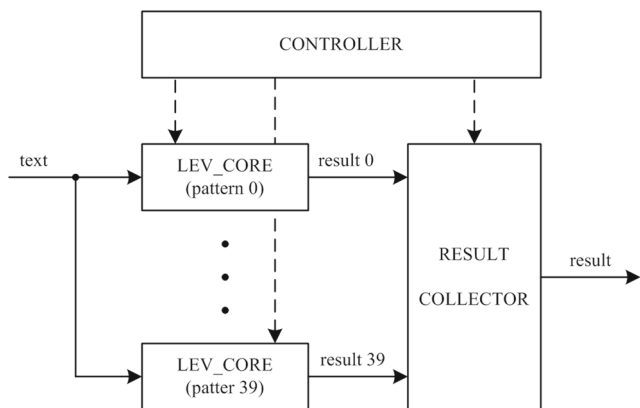 CONTROLLER
text
LEV_CORE
(pattern 0)
result 0
RESULT
COLLECTOR
result
LEV_CORE
(patter 39)
result 39